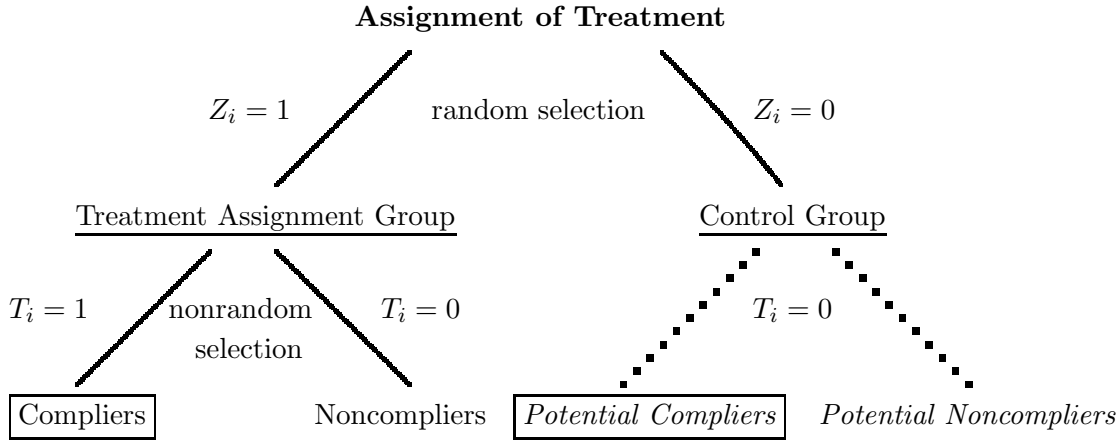 Assignment of Treatment
Z_i = 1
random selection
Z_i = 0
Treatment Assignment Group
Control Group
T_i = 1
nonrandom
selection
T_i = 0
T_i = 0
Compliers
Noncompliers
Potential Compliers
Potential Noncompliers